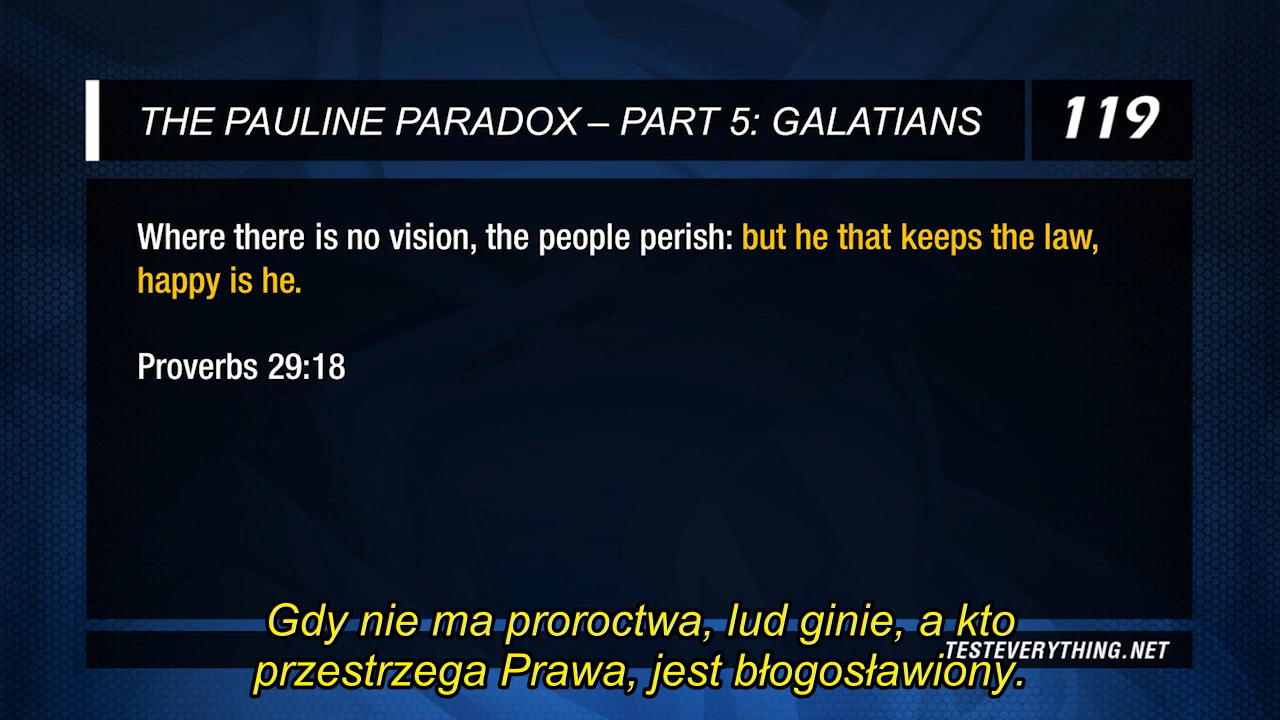 THE PAULINE PARADOX – PART 5: GALATIANS
119
Where there is no vision, the people perish: but he that keeps the law,
happy is he.
Proverbs 29:18
Gdy nie ma proroctwa, lud ginie, a kto
przestrzega Prawa, jest błogosławiony.
TESTEVERYTHING.NET